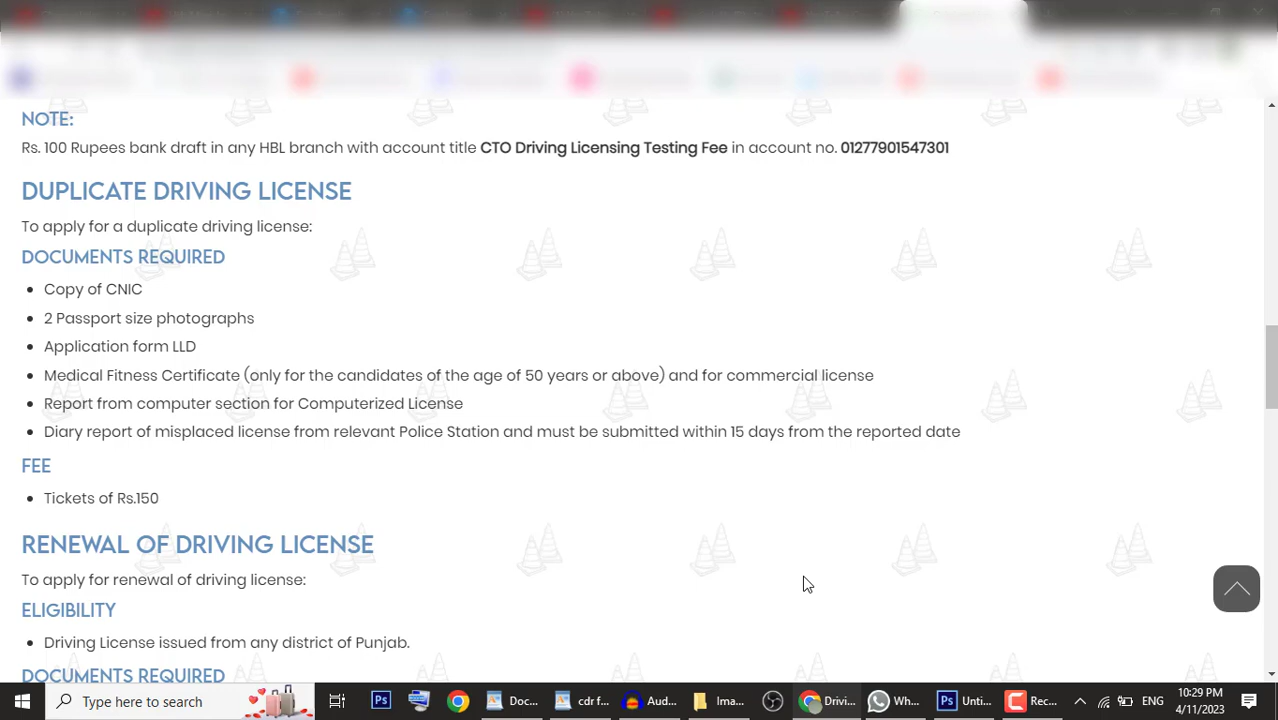 NOTE:
Rs. 100 Rupees bank draft in any HBL branch with account title CTO Driving Licensing Testing Fee in account no. 01277901547301
DUPLICATE DRIVING LICENSE
To apply for a duplicate driving license:
DOCUMENTS REQUIRED
• Copy of CNIC
• 2 Passport size photographs
• Application form LLD
• Medical Fitness Certificate (only for the candidates of the age of 50 years or above) and for commercial license
• Report from computer section for Computerized License
• Diary report of misplaced license from relevant Police Station and must be submitted within 15 days from the reported date
FEE
• Tickets of Rs.150
RENEWAL OF DRIVING LICENSE
To apply for renewal of driving license:
ELIGIBILITY
• Driving License issued from any district of Punjab.
DOCUMENTS REQUIRED
Type here to search
Ps
Doc...
cdr f...
Aud...
Ima...
Drivi...
Wh...
Ps
Unti...
Rec...
ENG
10:29 PM
4/11/2023